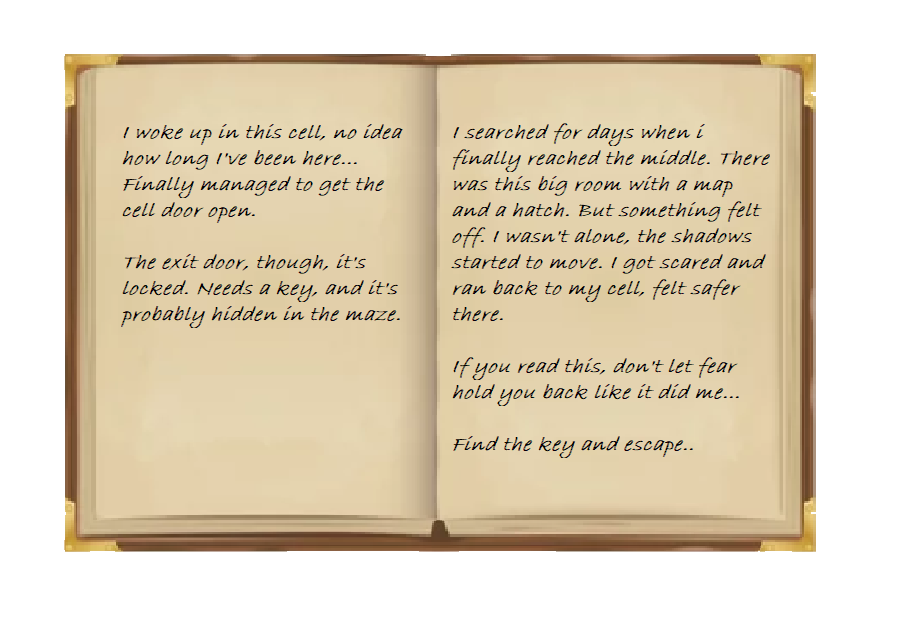 I woke up in this cell, no idea
how long I've been here...
Finally managed to get the
cell door open.
The exit door, though, it's
locked. Needs a key, and it's
probably hidden in the maze.
I searched for days when i
finally reached the middle. There
was this big room with a map
and a hatch. But something felt
off. I wasn't alone, the shadows
started to move. I got scared and
ran back to my cell, felt safer
there.
If you read this, don't let fear
hold you back like it did me...
Find the key and escape..